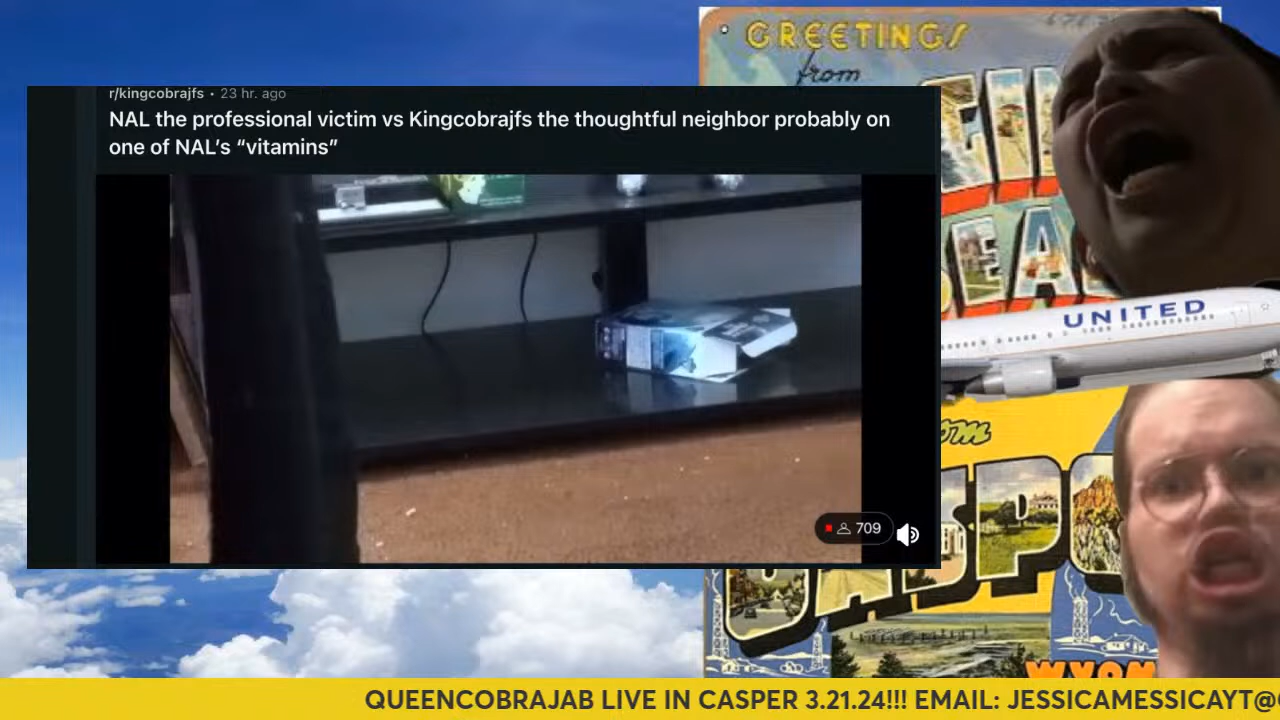 GREETINGS
from
r/kingcobrajfs • 23 hr. ago
NAL the professional victim vs Kingcobrajfs the thoughtful neighbor probably on
one of NAL’s “vitamins”
UNITED
709
QUEENCOBRAJAB LIVE IN CASPER 3.21.24!!! EMAIL: JESSICAMESSICAYT@